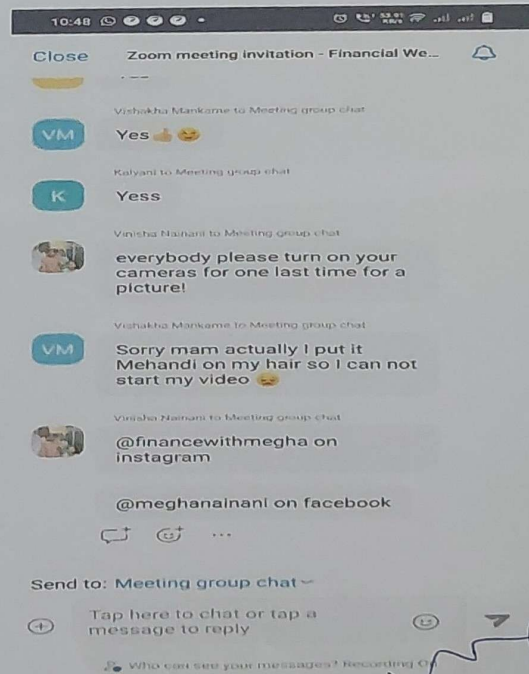 10:48
53.01
KB/s
Close
Zoom meeting invitation - Financial We...
Vishakha Mankame to Meeting group chat
VM
Yes👍😆
Kalyani to Meeting group chat
K
Yess
Vinisha Nainani to Meeting group chat
everybody please turn on your
cameras for one last time for a
picture!
Vishakha Mankame to Meeting group chat
VM
Sorry mam actually I put it
Mehandi on my hair so I can not
start my video 😞
Vinisha Nainani to Meeting group chat
@financewithmegha on
instagram
@meghanainani on facebook
Send to: Meeting group chat
Tap here to chat or tap a
message to reply
Who can see your messages? Recording On